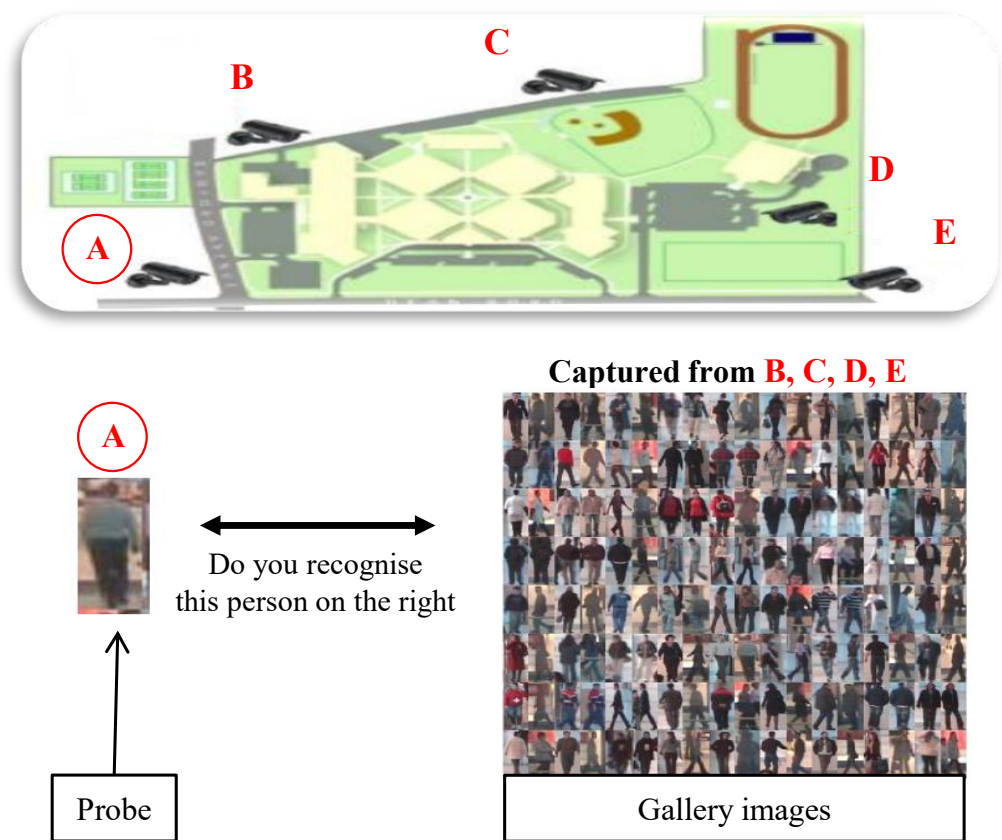 C
B
D
A
E
Captured from B, C, D, E
A
Do you recognise
this person on the right
Probe
Gallery images